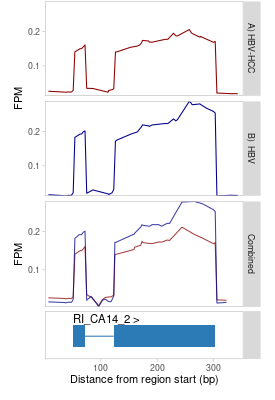 A) HBV-HCC
0.2
0.1
FPM
B) HBV
0.2
0.1
Combined
0.2
0.1
FPM
RI_CA14_2 >
100
200
300
Distance from region start (bp)